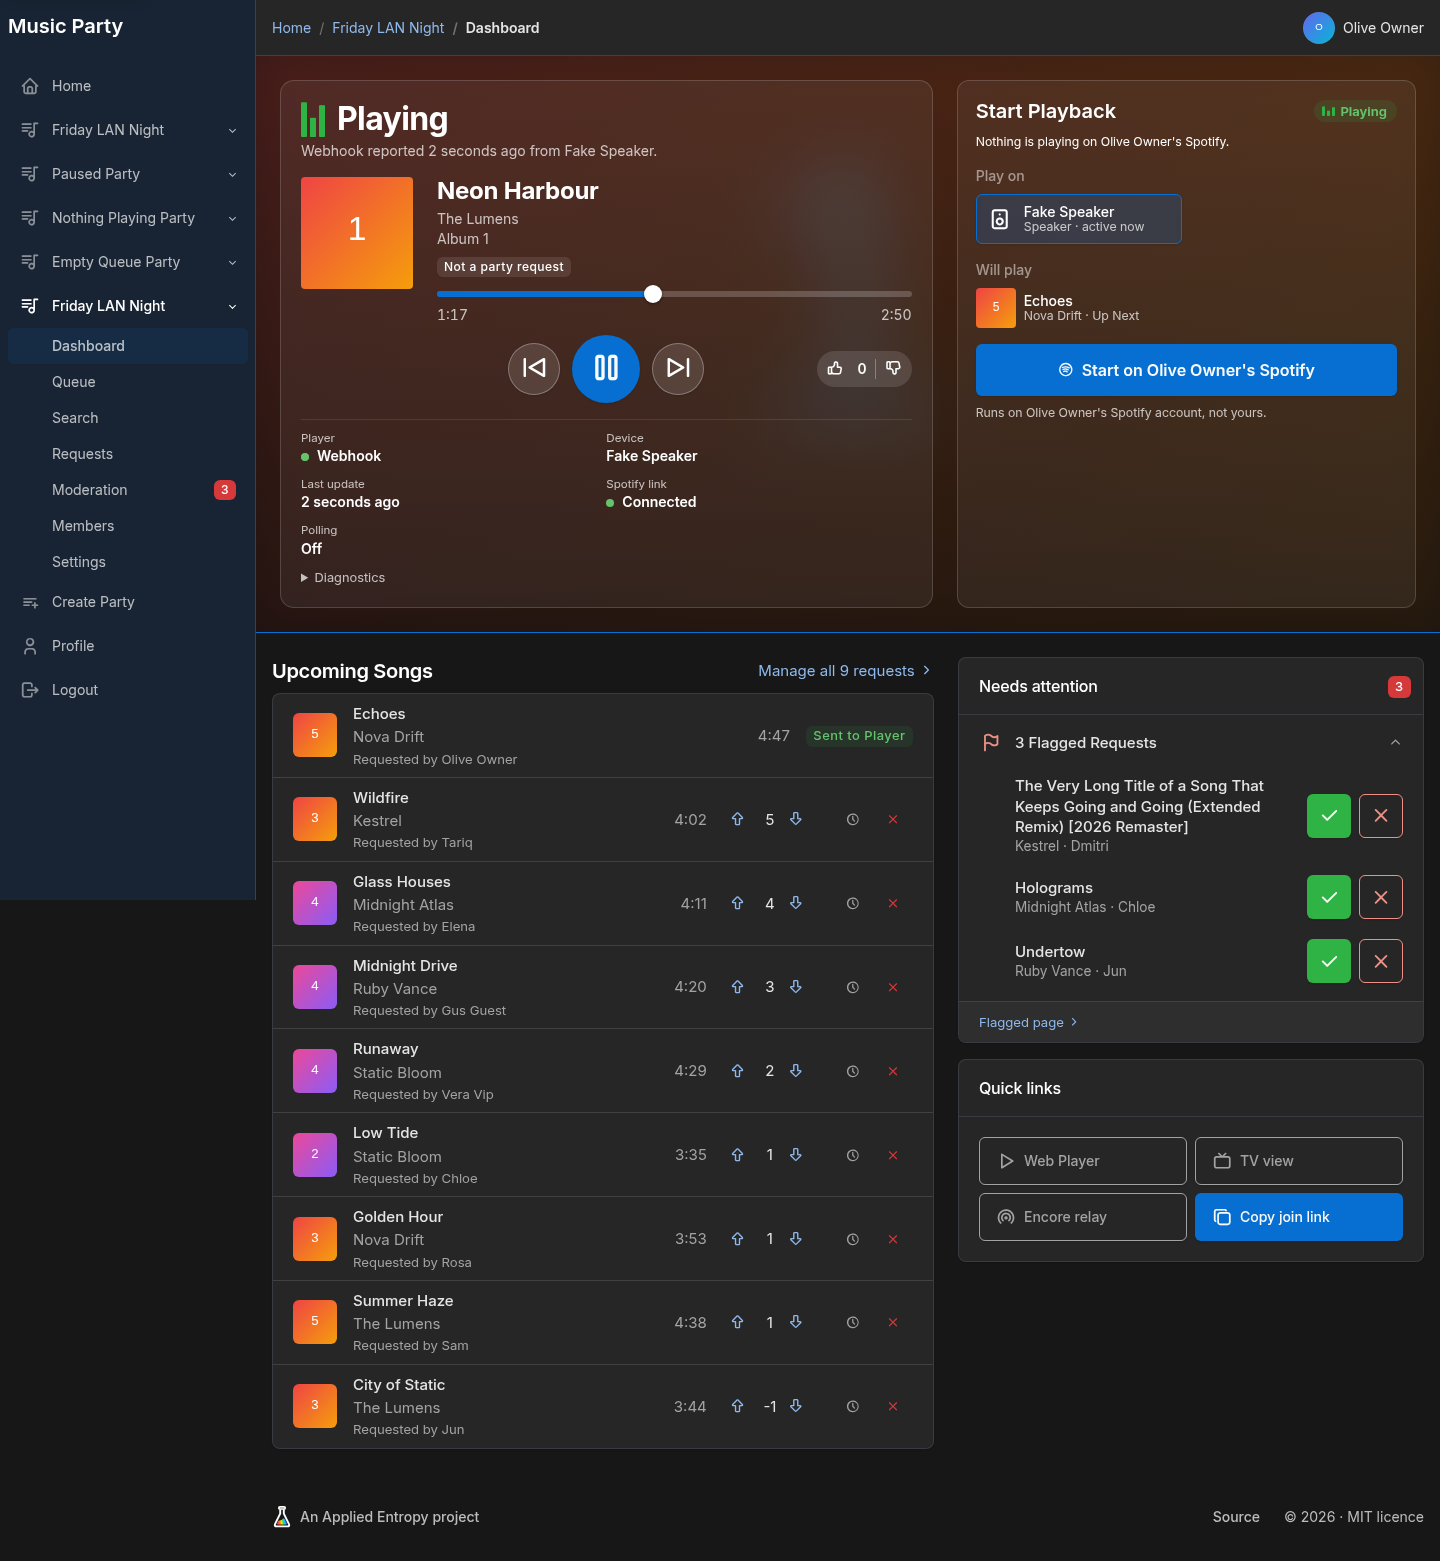 Music Party
Home
Friday LAN Night
Paused Party
Nothing Playing Party
Empty Queue Party
Friday LAN Night
Dashboard
Queue
Search
Requests
Moderation 3
Members
Settings
Create Party
Profile
Logout
Home / Friday LAN Night / Dashboard
O Olive Owner
Playing
Webhook reported 2 seconds ago from Fake Speaker.
1
Neon Harbour
The Lumens
Album 1
Not a party request
1:17 2:50
0
Player
Webhook
Device
Fake Speaker
Last update
2 seconds ago
Spotify link
Connected
Polling
Off
Diagnostics
Start Playback
Playing
Nothing is playing on Olive Owner's Spotify.
Play on
Fake Speaker
Speaker · active now
Will play
5
Echoes
Nova Drift · Up Next
Start on Olive Owner's Spotify
Runs on Olive Owner's Spotify account, not yours.
Upcoming Songs
Manage all 9 requests
5
Echoes
Nova Drift
Requested by Olive Owner
4:47 Sent to Player
3
Wildfire
Kestrel
Requested by Tariq
4:02 5
4
Glass Houses
Midnight Atlas
Requested by Elena
4:11 4
4
Midnight Drive
Ruby Vance
Requested by Gus Guest
4:20 3
4
Runaway
Static Bloom
Requested by Vera Vip
4:29 2
2
Low Tide
Static Bloom
Requested by Chloe
3:35 1
3
Golden Hour
Nova Drift
Requested by Rosa
3:53 1
5
Summer Haze
The Lumens
Requested by Sam
4:38 1
3
City of Static
The Lumens
Requested by Jun
3:44 -1
Needs attention 3
3 Flagged Requests
The Very Long Title of a Song That
Keeps Going and Going (Extended
Remix) [2026 Remaster]
Kestrel · Dmitri
Holograms
Midnight Atlas · Chloe
Undertow
Ruby Vance · Jun
Flagged page
Quick links
Web Player
TV view
Encore relay
Copy join link
An Applied Entropy project
Source © 2026 · MIT licence